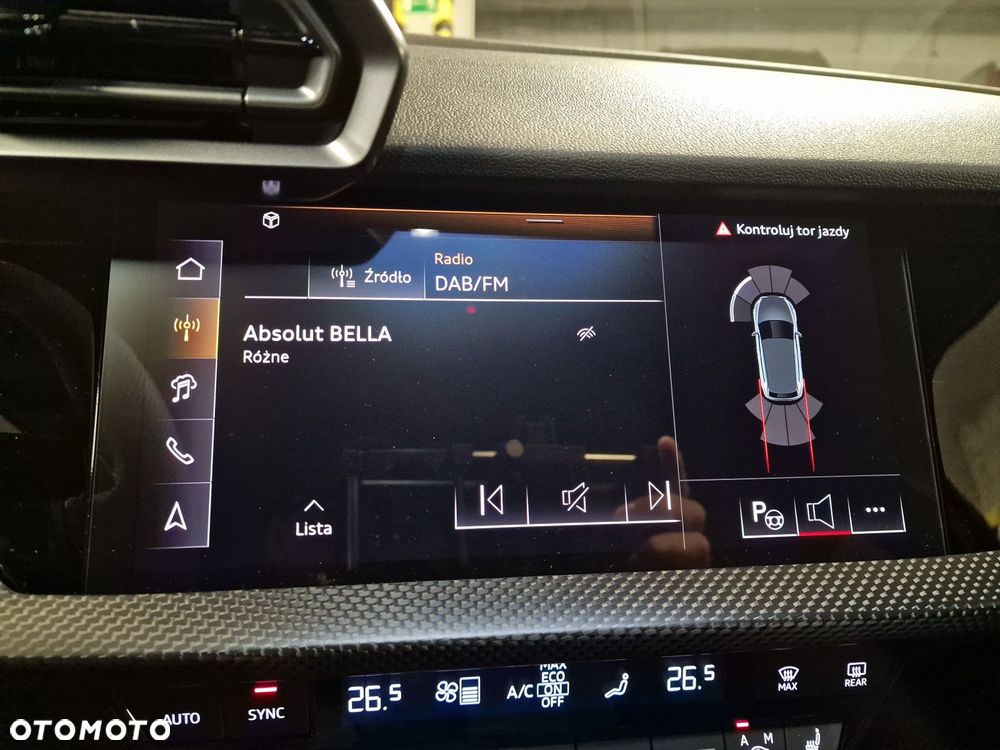 Kontroluj tor jazdy
Radio
Źródło
DAB/FM
Absolut BELLA
Różne
Lista
P
26.5
A/C
MAX
ECO
ON
OFF
26.5
MAX
REAR
AUTO
SYNC
A M
OTOMOTO